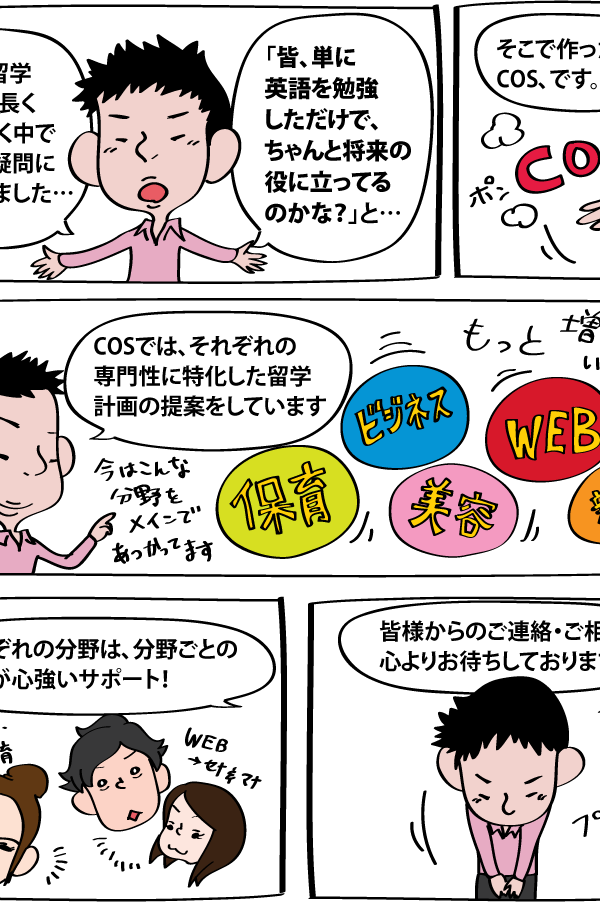 「皆、単に
英語を勉強
しただけで、
ちゃんと将来の
役に立ってる
のかな?」と…
留学
長く
く中で
疑問に
ました…
そこで作っ
COS、です。
CO
ポン
COSでは、それぞれの
専門性に特化した留学
計画の提案をしています
今はこんな
分野を
メインで
あつかってます
もっと増
い
ビジネス
WEB
保育
美容
ぞれの分野は、分野ごとの
が心強いサポート!
育
WEB
皆様からのご連絡・ご相
心よりお待ちしておりま